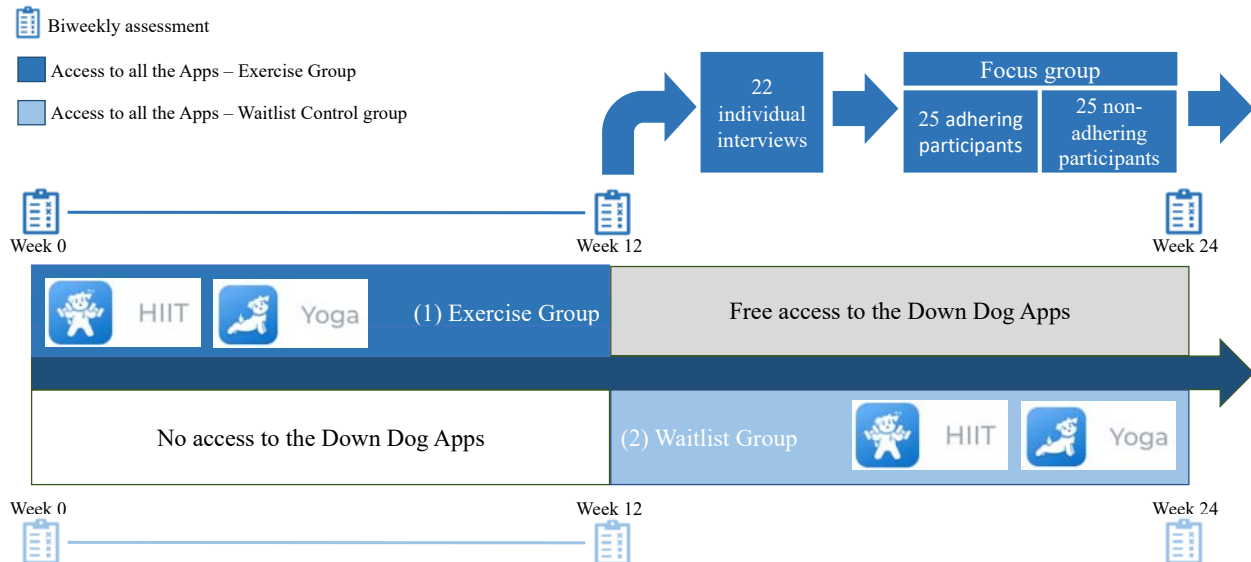 Biweekly assessment
Access to all the Apps – Exercise Group
Access to all the Apps – Waitlist Control group
22
individual
interviews
Focus group
25 adhering
participants
25 non-
adhering
participants
Week 0
Week 12
Week 24
HIIT
Yoga
(1) Exercise Group
Free access to the Down Dog Apps
No access to the Down Dog Apps
(2) Waitlist Group
HIIT
Yoga
Week 0
Week 12
Week 24